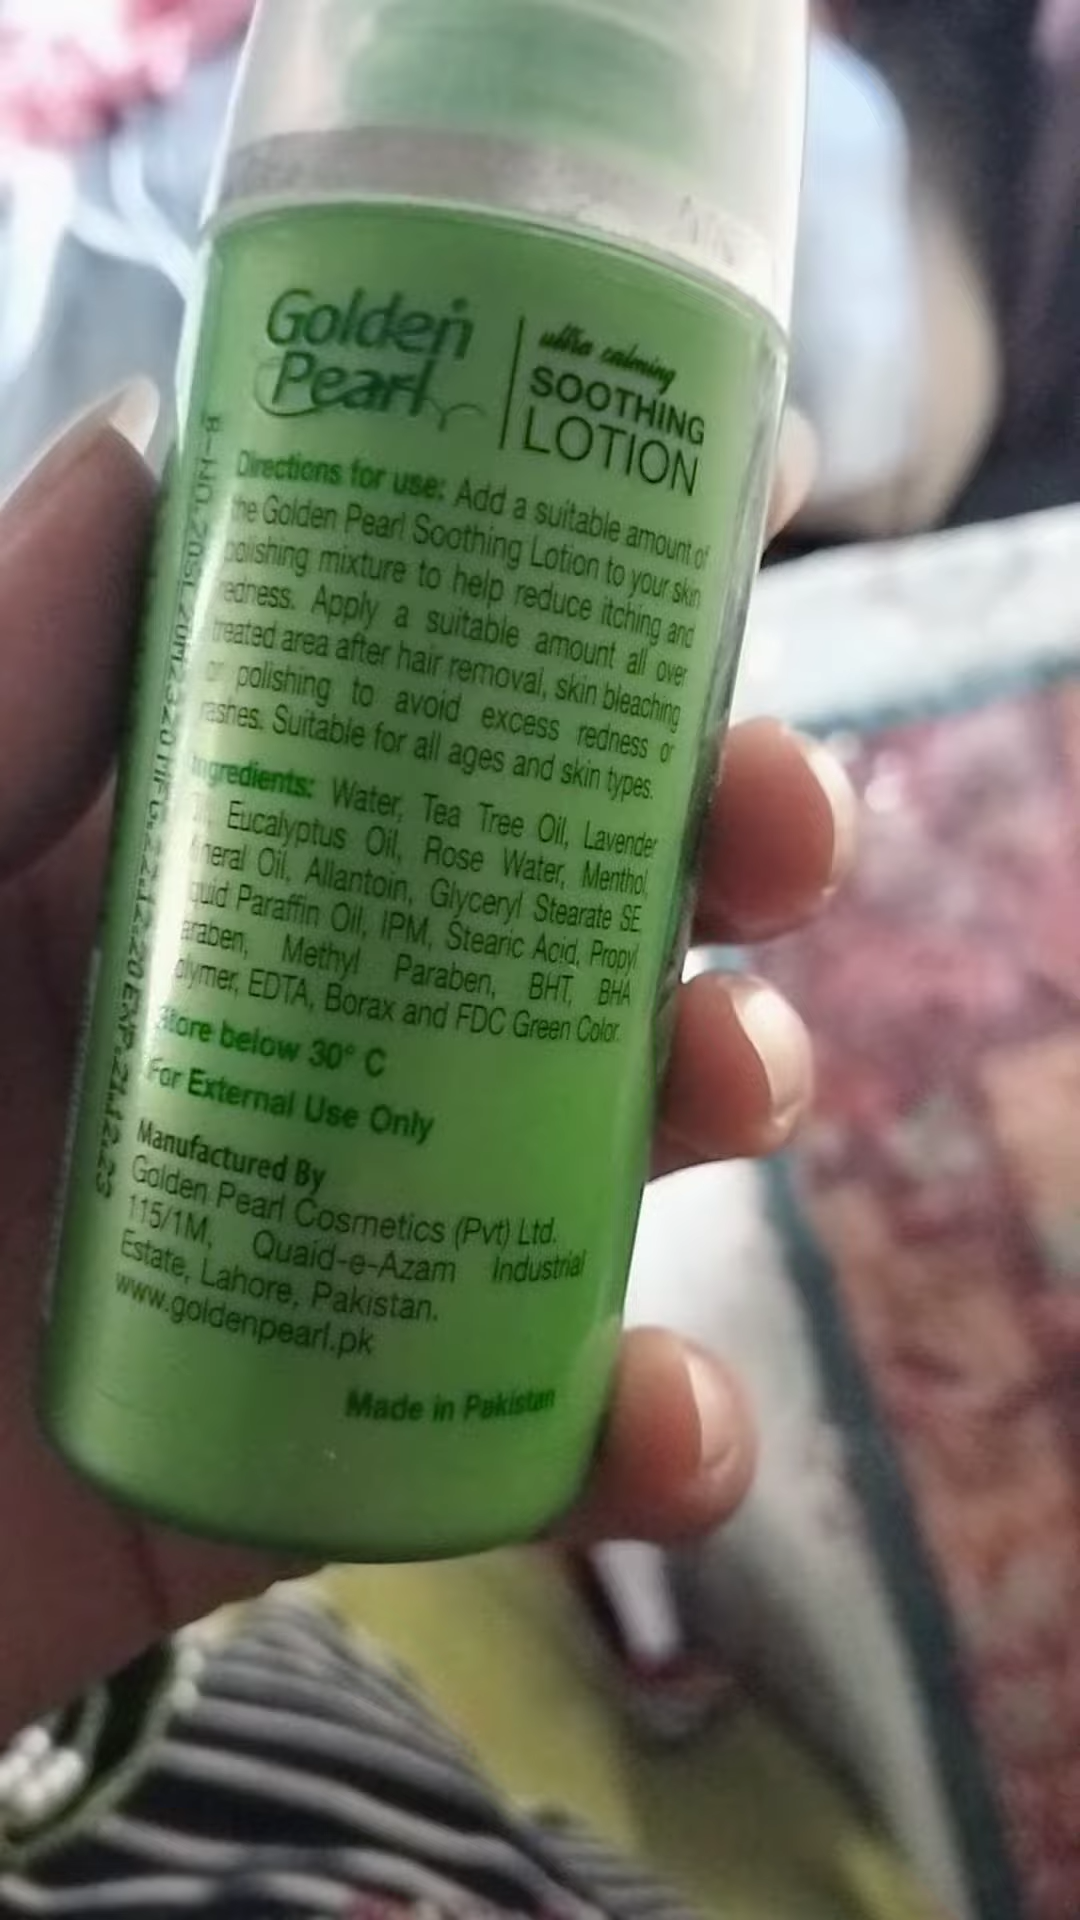 Golden
Pearl
ultra calming
SOOTHING
LOTION
Directions for use: Add a suitable amount of
the Golden Pearl Soothing Lotion to your skin
polishing mixture to help reduce itching and
redness. Apply a suitable amount all over
treated area after hair removal, skin bleaching
or polishing to avoid excess redness or
rashes. Suitable for all ages and skin types.
Ingredients: Water, Tea Tree Oil, Lavender
Eucalyptus Oil, Rose Water, Menthol,
Mineral Oil, Allantoin, Glyceryl Stearate SE,
Liquid Paraffin Oil, IPM, Stearic Acid, Propyl
Paraben, Methyl Paraben, BHT, BHA
Polymer, EDTA, Borax and FDC Green Color.
Store below 30° C
For External Use Only
Manufactured By
Golden Pearl Cosmetics (Pvt) Ltd.
115/1M, Quaid-e-Azam Industrial
Estate, Lahore, Pakistan.
www.goldenpearl.pk
Made in Pakistan